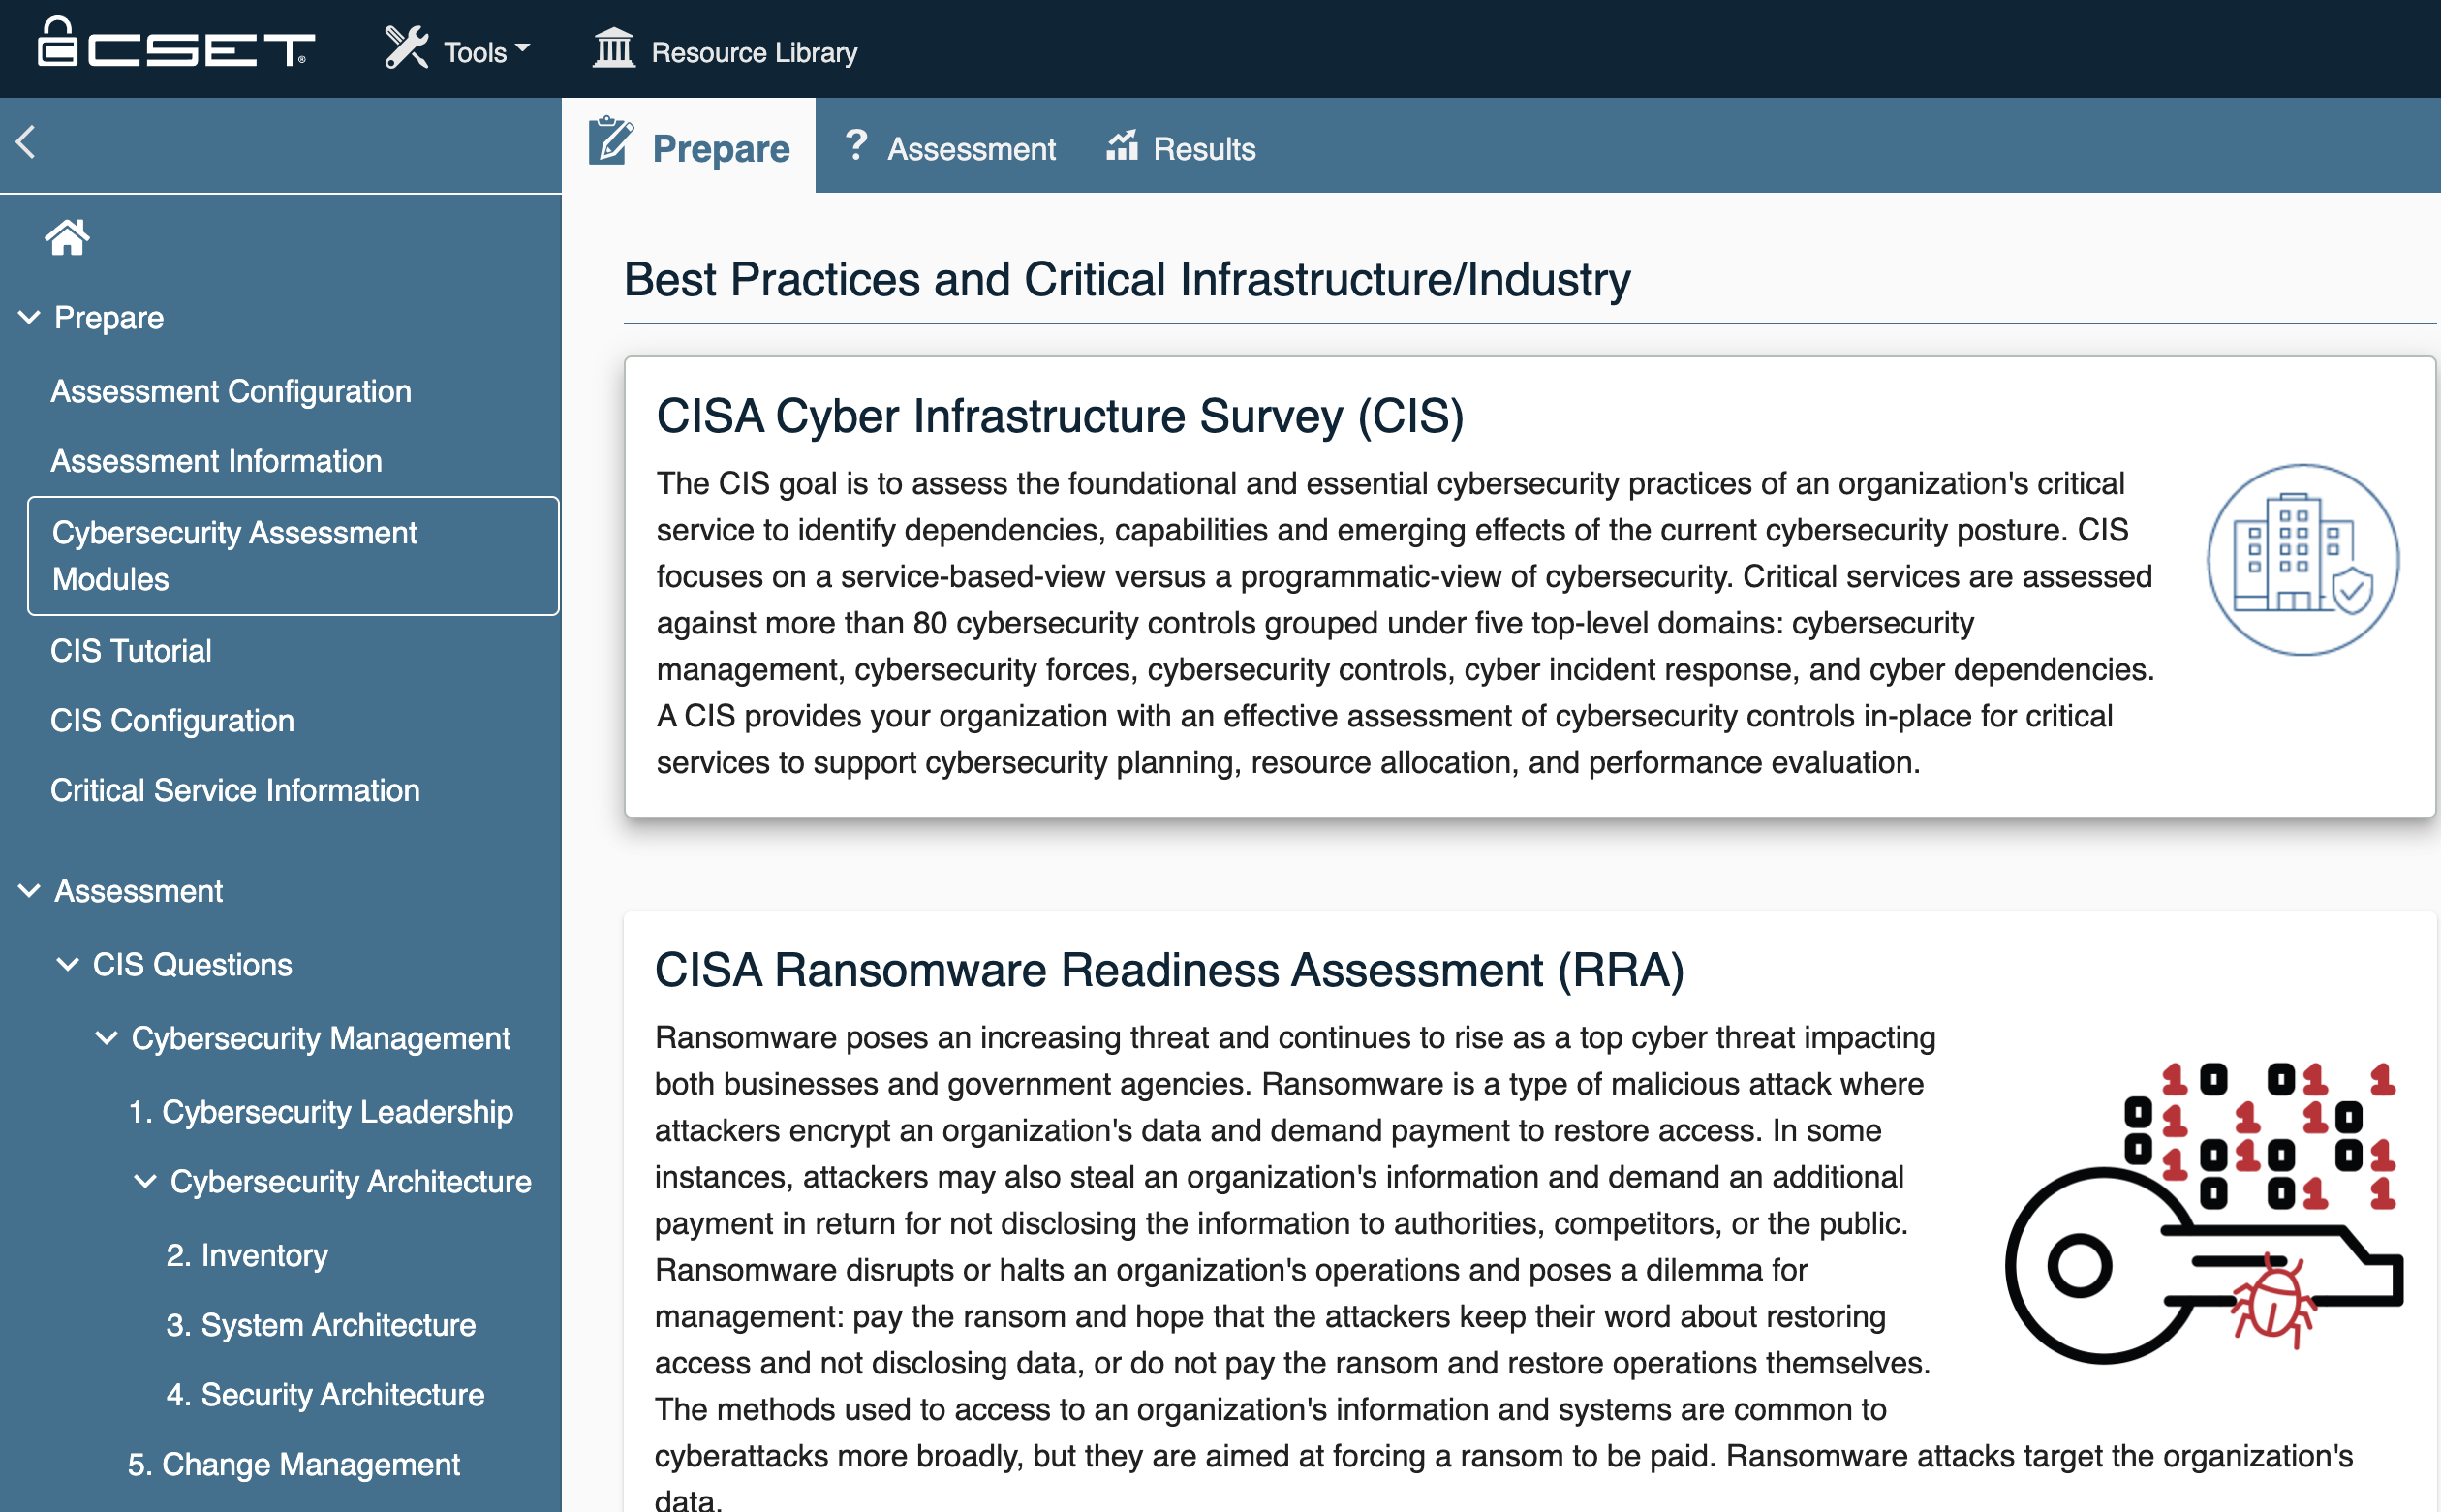 CSET®
Tools
Resource Library
Prepare
Assessment
Results
Prepare
Assessment Configuration
Assessment Information
Cybersecurity Assessment
Modules
CIS Tutorial
CIS Configuration
Critical Service Information
Assessment
CIS Questions
Cybersecurity Management
1. Cybersecurity Leadership
Cybersecurity Architecture
2. Inventory
3. System Architecture
4. Security Architecture
5. Change Management
Best Practices and Critical Infrastructure/Industry
CISA Cyber Infrastructure Survey (CIS)
The CIS goal is to assess the foundational and essential cybersecurity practices of an organization's critical
service to identify dependencies, capabilities and emerging effects of the current cybersecurity posture. CIS
focuses on a service-based-view versus a programmatic-view of cybersecurity. Critical services are assessed
against more than 80 cybersecurity controls grouped under five top-level domains: cybersecurity
management, cybersecurity forces, cybersecurity controls, cyber incident response, and cyber dependencies.
A CIS provides your organization with an effective assessment of cybersecurity controls in-place for critical
services to support cybersecurity planning, resource allocation, and performance evaluation.
CISA Ransomware Readiness Assessment (RRA)
Ransomware poses an increasing threat and continues to rise as a top cyber threat impacting
both businesses and government agencies. Ransomware is a type of malicious attack where
attackers encrypt an organization's data and demand payment to restore access. In some
instances, attackers may also steal an organization's information and demand an additional
payment in return for not disclosing the information to authorities, competitors, or the public.
Ransomware disrupts or halts an organization's operations and poses a dilemma for
management: pay the ransom and hope that the attackers keep their word about restoring
access and not disclosing data, or do not pay the ransom and restore operations themselves.
The methods used to access to an organization's information and systems are common to
cyberattacks more broadly, but they are aimed at forcing a ransom to be paid. Ransomware attacks target the organization's
data.
10 01 1
01 1 10
01010 01
0 01 1